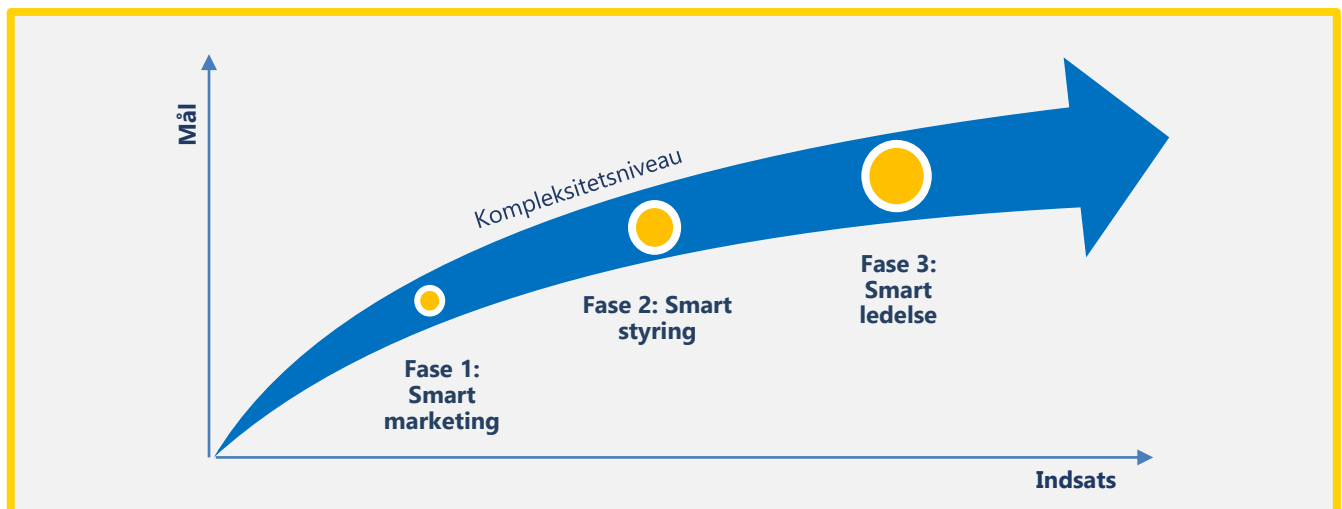 Mål
Kompleksitetsniveau
Fase 1:
Smart
marketing
Fase 2: Smart
styring
Fase 3:
Smart
ledelse
Indsats